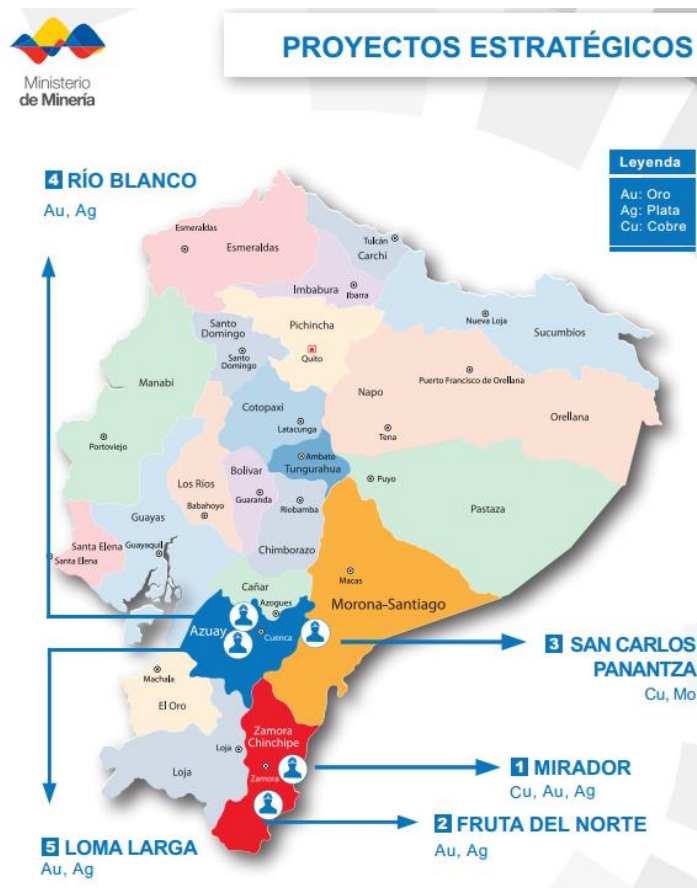 Ministerio
de Minería
PROYECTOS ESTRATÉGICOS
4 RÍO BLANCO
Au, Ag
Leyenda
Au: Oro
Ag: Plata
Cu: Cobre
Esmeraldas
Esmeraldas
Tulcán
Carchi
Imbabura
Ibarra
Santo
Domingo
Santo
Domingo
Pichincha
Quito
Nueva Loja
Sucumbíos
Manabí
Portoviejo
Cotopaxi
Latacunga
Napo
Puerto Francisco de Orellana
Tena
Orellana
Los Ríos
Babahoyo
Bolívar
Guaranda
Ambato
Tungurahua
Riobamba
Chimborazo
Puyo
Pastaza
Guayas
Guayaquil
Santa Elena
Santa Elena
Cañar
Azogues
Macas
Morona-Santiago
Azuay
Cuenca
3 SAN CARLOS
PANANTZA
Cu, Mo
Machala
El Oro
Loja
Loja
Zamora
Chinchipe
Zamora
1 MIRADOR
Cu, Au, Ag
2 FRUTA DEL NORTE
Au, Ag
5 LOMA LARGA
Au, Ag